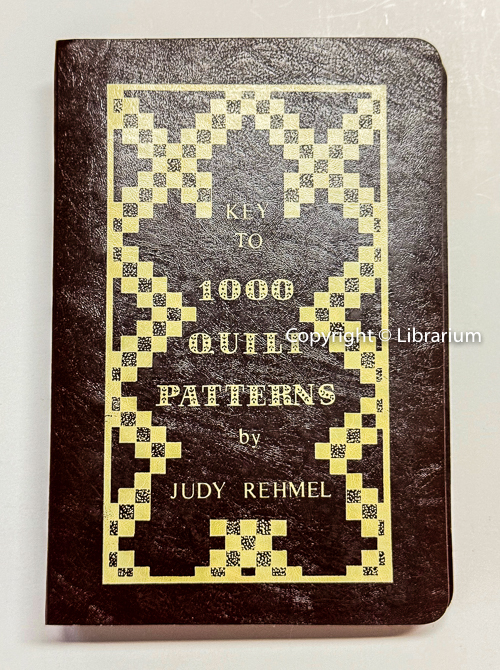 KEY
TO
1000
QUILT
PATTERNS
by
JUDY REHMEL
Copyright © Librarium